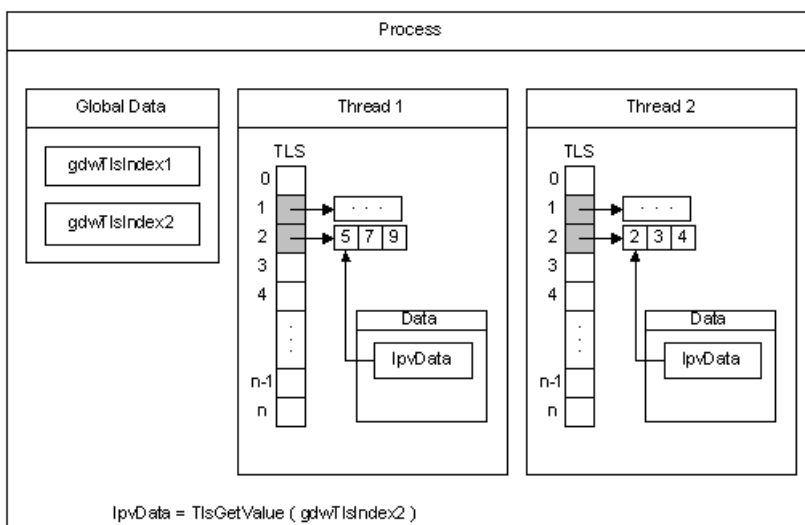 Process
Global Data
gdwTlsIndex1
gdwTlsIndex2
Thread 1
TLS
0
1
. . .
2
5 7 9
3
4
Data
lpvData
n-1
n
Thread 2
TLS
0
1
. . .
2
2 3 4
3
4
Data
lpvData
n-1
n
lpvData = TlsGetValue ( gdwTlsIndex2 )